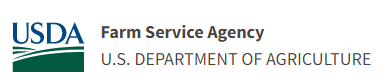 USDA
Farm Service Agency
U.S. DEPARTMENT OF AGRICULTURE